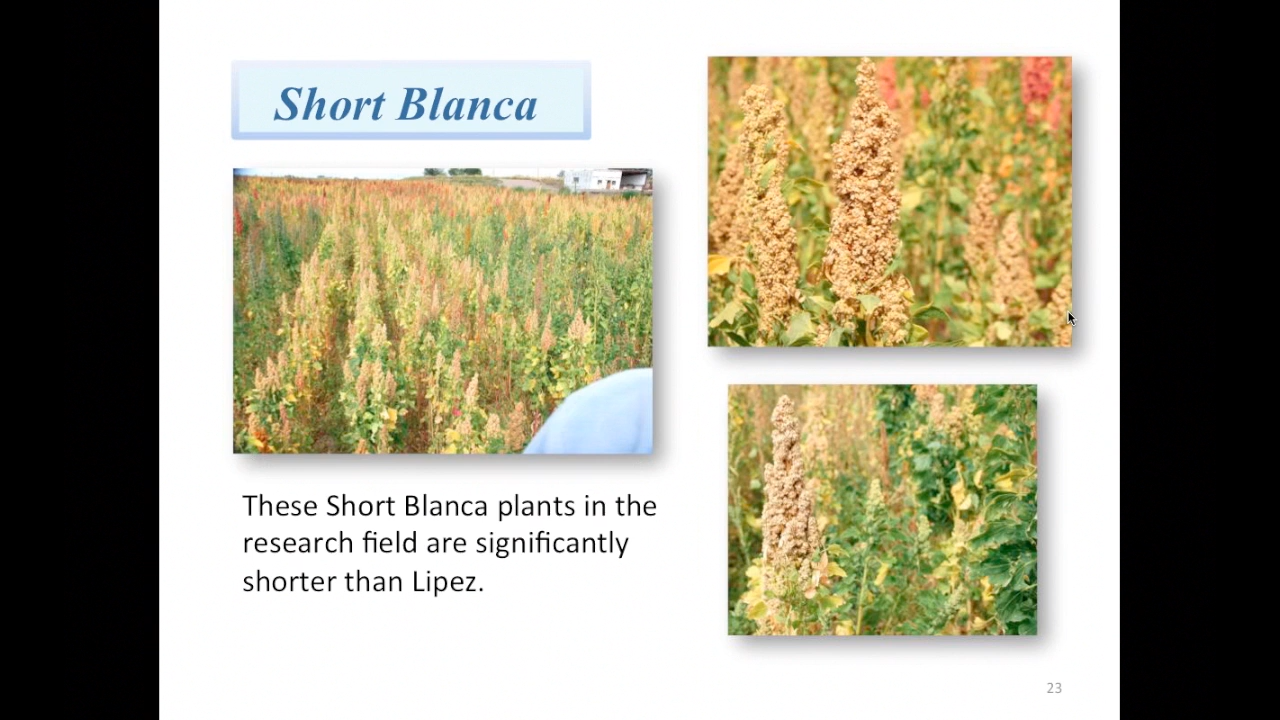 Short Blanca
These Short Blanca plants in the
research field are significantly
shorter than Lipez.
23